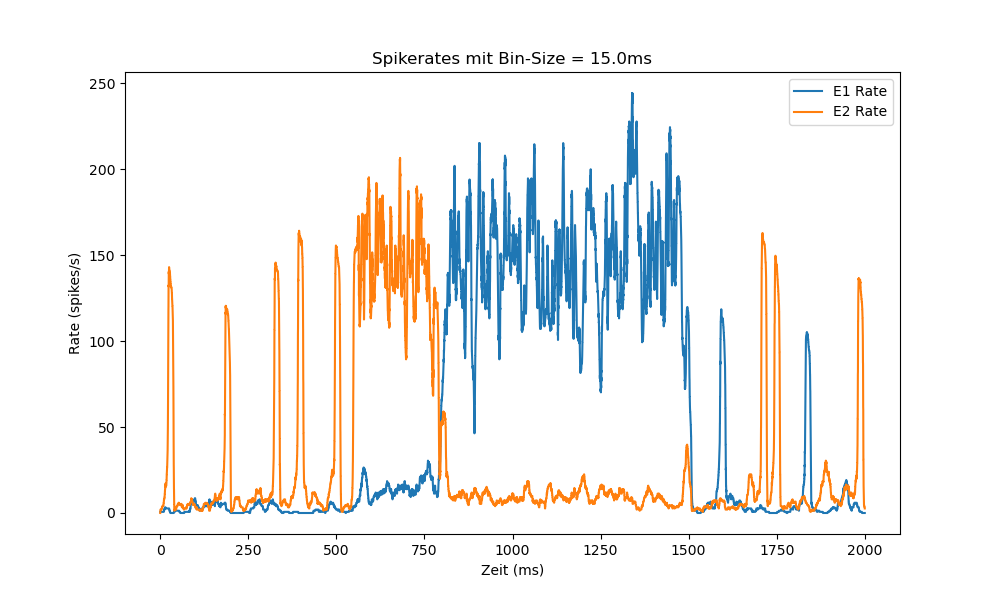 Spikerates mit Bin-Size = 15.0ms
E1 Rate
E2 Rate
250
200
150
100
50
0
Rate (spikes/s)
0 250 500 750 1000 1250 1500 1750 2000
Zeit (ms)